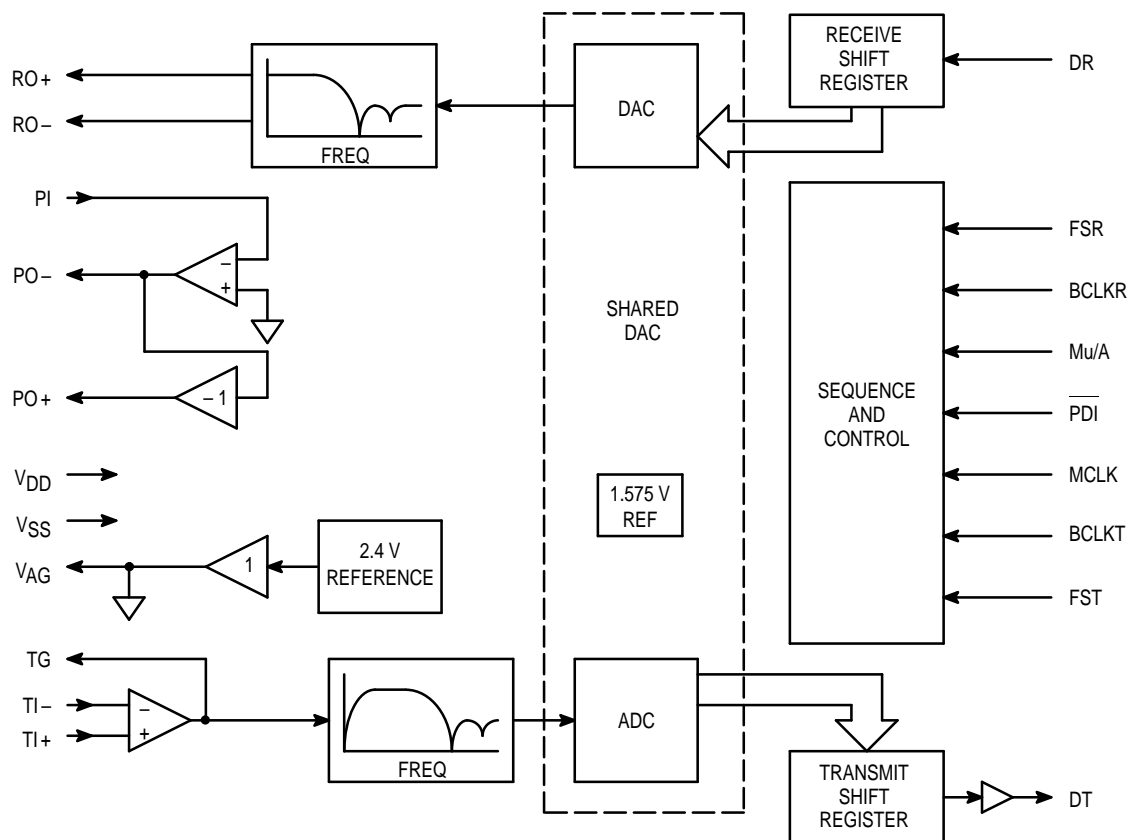 RO+
RO−
FREQ
DAC
RECEIVE
SHIFT
REGISTER
DR
PI
PO−
−
+
PO+
−1
SHARED
DAC
SEQUENCE
AND
CONTROL
FSR
BCLKR
Mu/A
P̅D̅I̅
MCLK
BCLKT
FST
VDD
VSS
VAG
1
2.4 V
REFERENCE
1.575 V
REF
TG
TI−
TI+
−
+
FREQ
ADC
TRANSMIT
SHIFT
REGISTER
DT